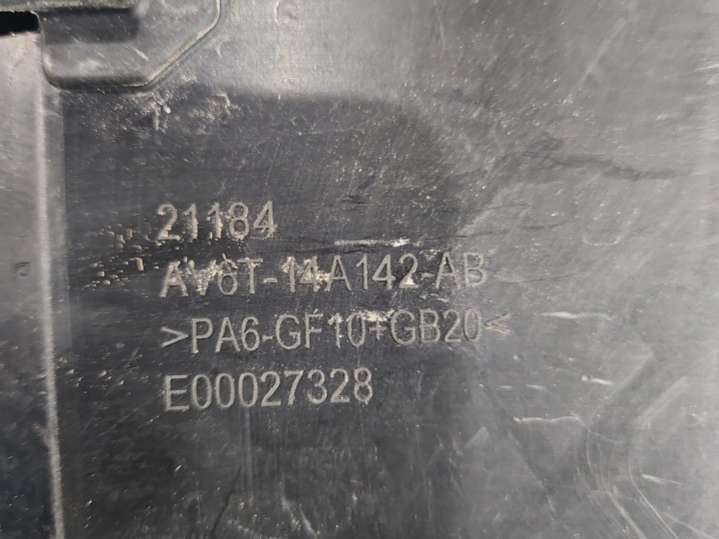 21184
AV6T-14A142-AB
>PA6-GF10+GB20<
E00027328